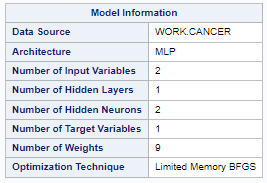 Model Information
Data Source WORK.CANCER
Architecture MLP
Number of Input Variables 2
Number of Hidden Layers 1
Number of Hidden Neurons 2
Number of Target Variables 1
Number of Weights 9
Optimization Technique Limited Memory BFGS